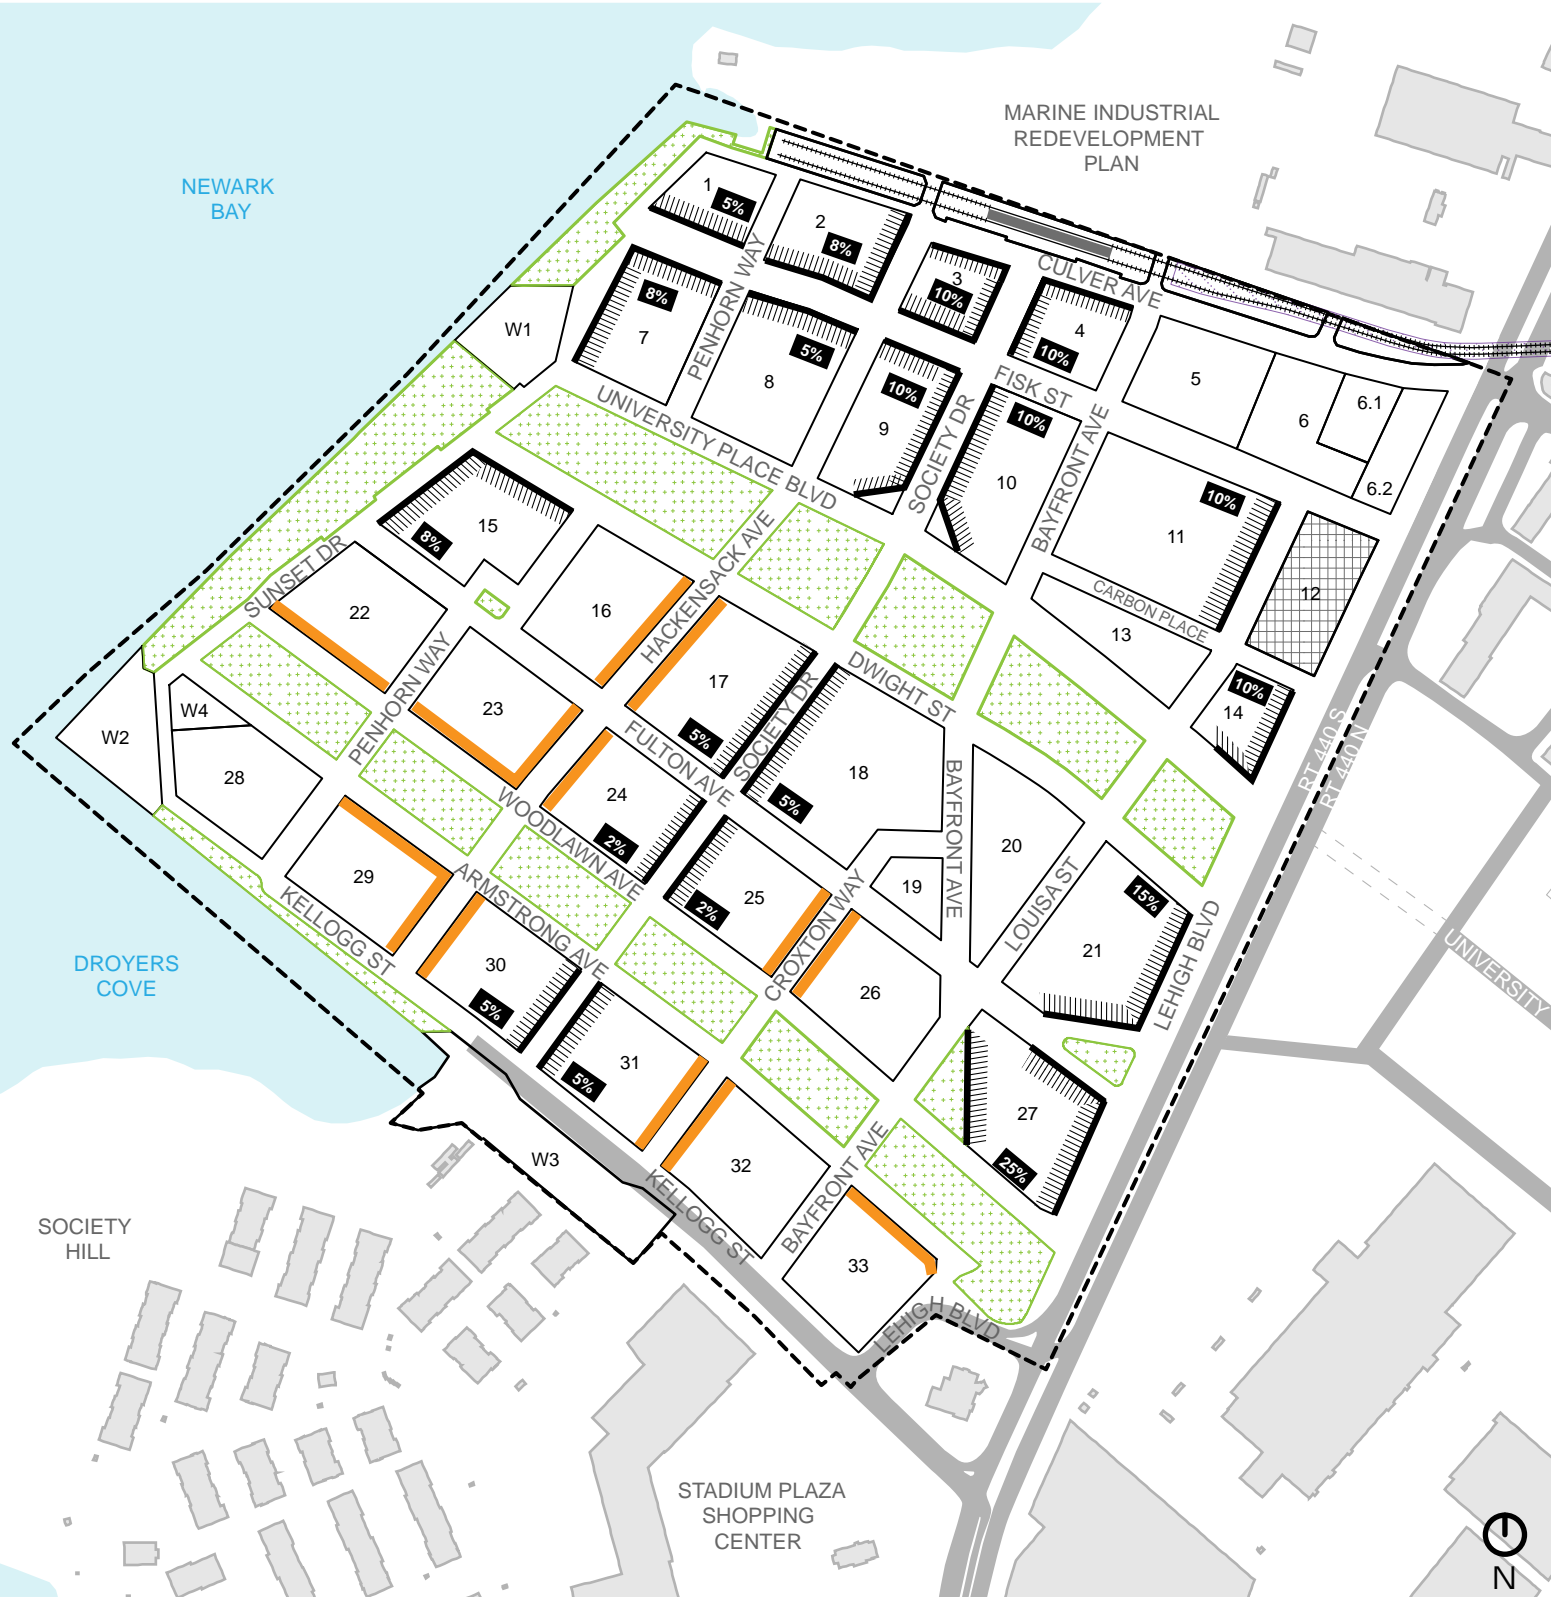 MARINE INDUSTRIAL
REDEVELOPMENT
PLAN
NEWARK
BAY
1
5%
2
8%
3
10%
CULVER AVE
4
10%
PENHORN WAY
7
8%
W1
8
5%
9
10%
FISK ST
5
6
6.1
6.2
UNIVERSITY PLACE BLVD
SOCIETY DR
10
10%
BAYFRONT AVE
11
10%
15
8%
12
SUNSET DR
22
16
HACKENSACK AVE
CARBON PLACE
13
14
10%
PENHORN WAY
23
17
5%
SOCIETY DR
DWIGHT ST
W4
W2
28
FULTON AVE
18
5%
RT 440 S
RT 440 N
24
2%
WOODLAWN AVE
BAYFRONT AVE
20
29
ARMSTRONG AVE
25
2%
CROXTON WAY
19
LOUISA ST
21
15%
LEHIGH BLVD
UNIVERSITY
KELLOGG ST
DROYERS
COVE
30
5%
26
31
5%
27
25%
W3
32
KELLOGG ST
BAYFRONT AVE
33
LEHIGH BLVD
SOCIETY
HILL
STADIUM PLAZA
SHOPPING
CENTER
N